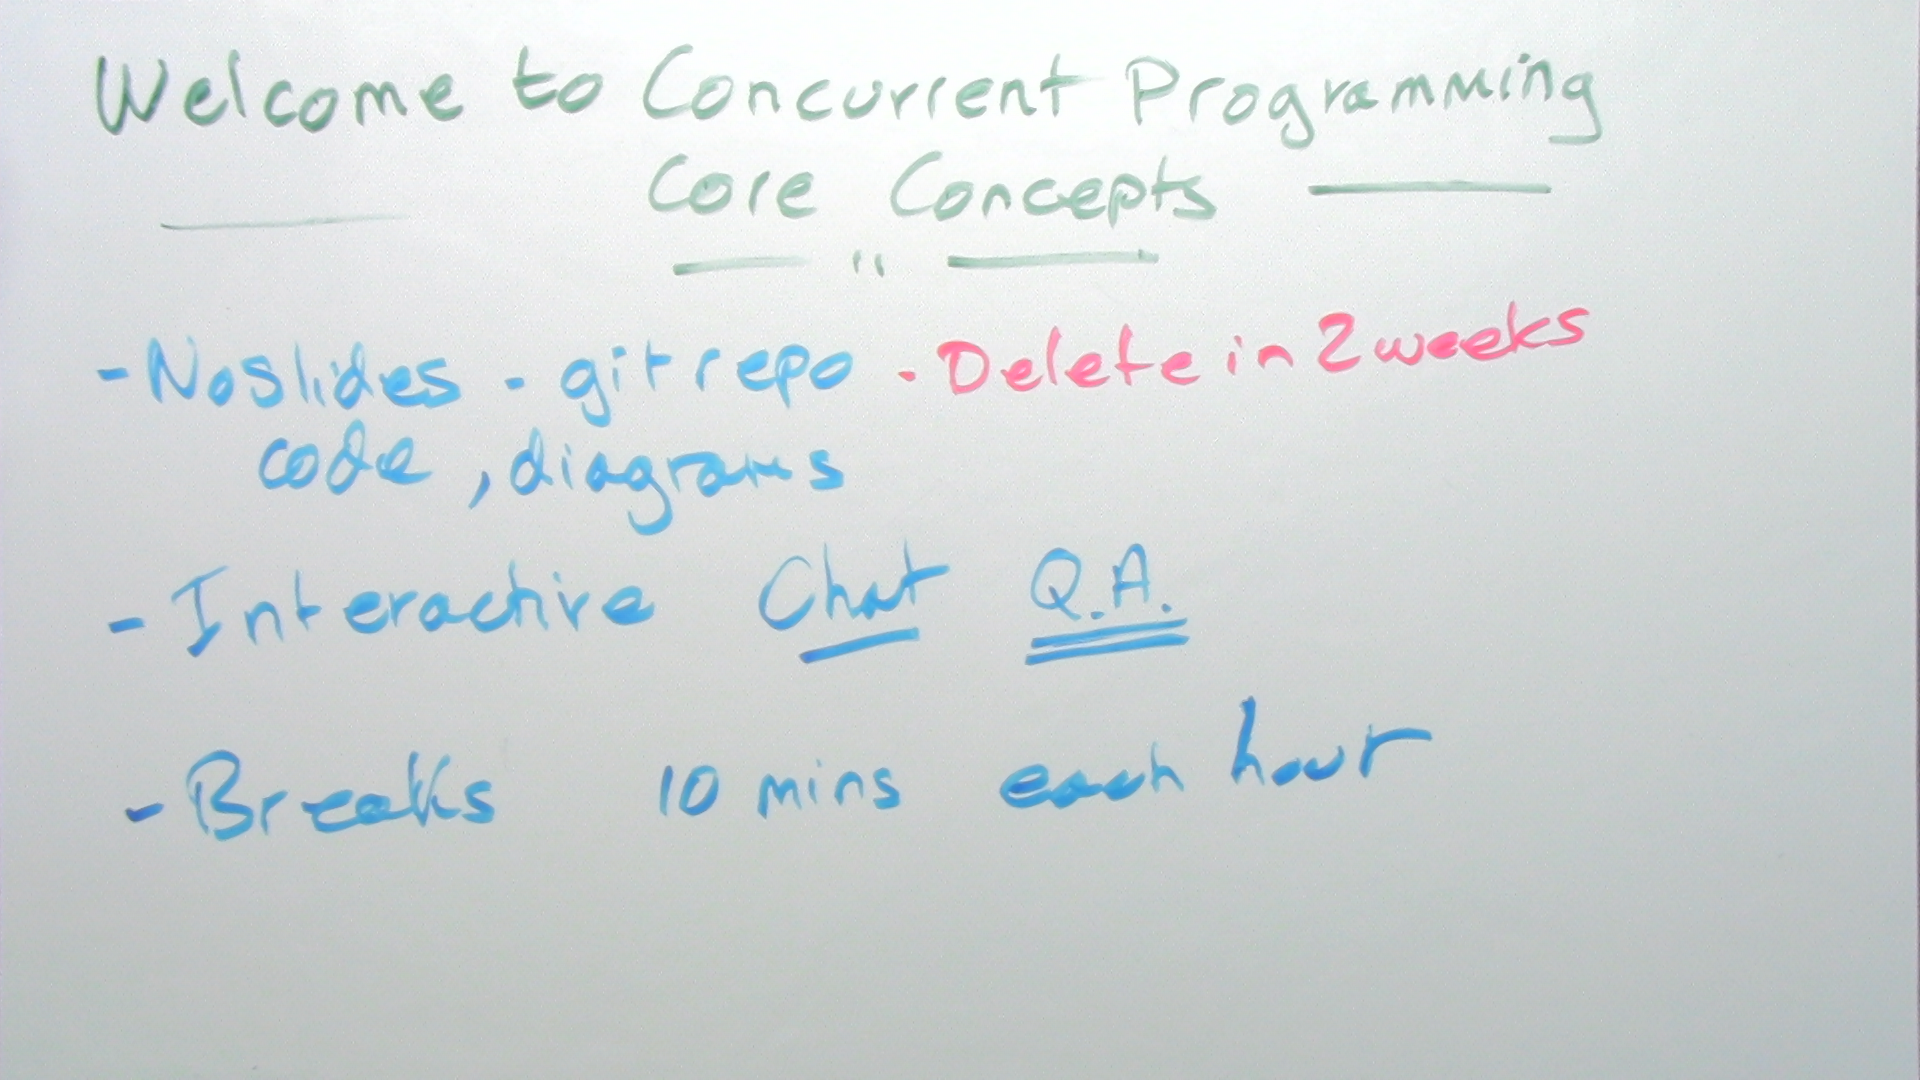 Welcome to Concurrent Programming
Core Concepts
- No slides - git repo - Delete in 2 weeks
code, diagrams
- Interactive Chat Q.A.
- Breaks 10 mins each hour